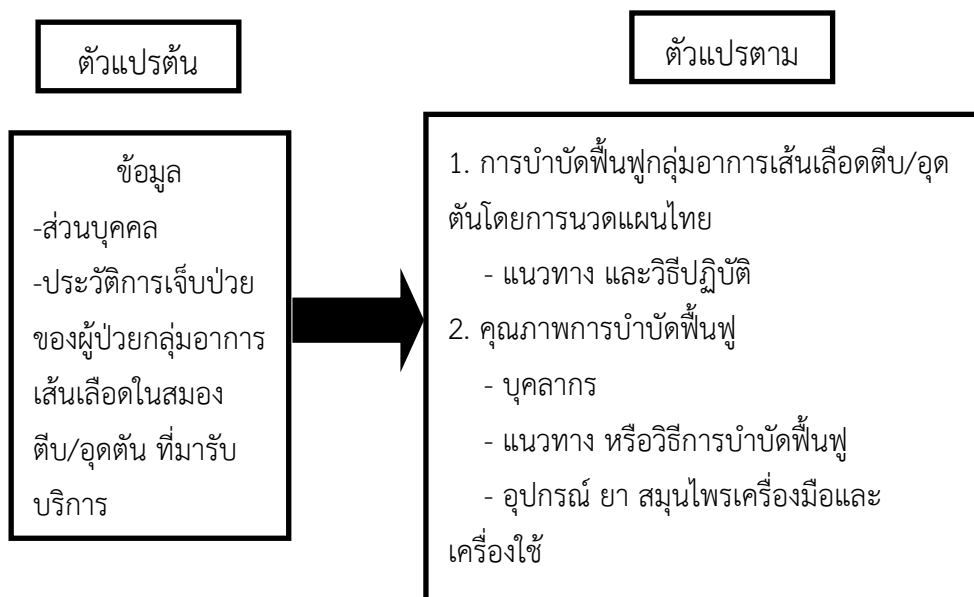 ตัวแปรต้น
ตัวแปรตาม
ข้อมูล
-ส่วนบุคคล
-ประวัติการเจ็บป่วย
ของผู้ป่วยกลุ่มอาการ
เส้นเลือดในสมอง
ตีบ/อุดตัน ที่มารับ
บริการ
1. การบำบัดฟื้นฟูกลุ่มอาการเส้นเลือดตีบ/อุด
ตันโดยการนวดแผนไทย
- แนวทาง และวิธีปฏิบัติ
2. คุณภาพการบำบัดฟื้นฟู
- บุคลากร
- แนวทาง หรือวิธีการบำบัดฟื้นฟู
- อุปกรณ์ ยา สมุนไพรเครื่องมือและ
เครื่องใช้